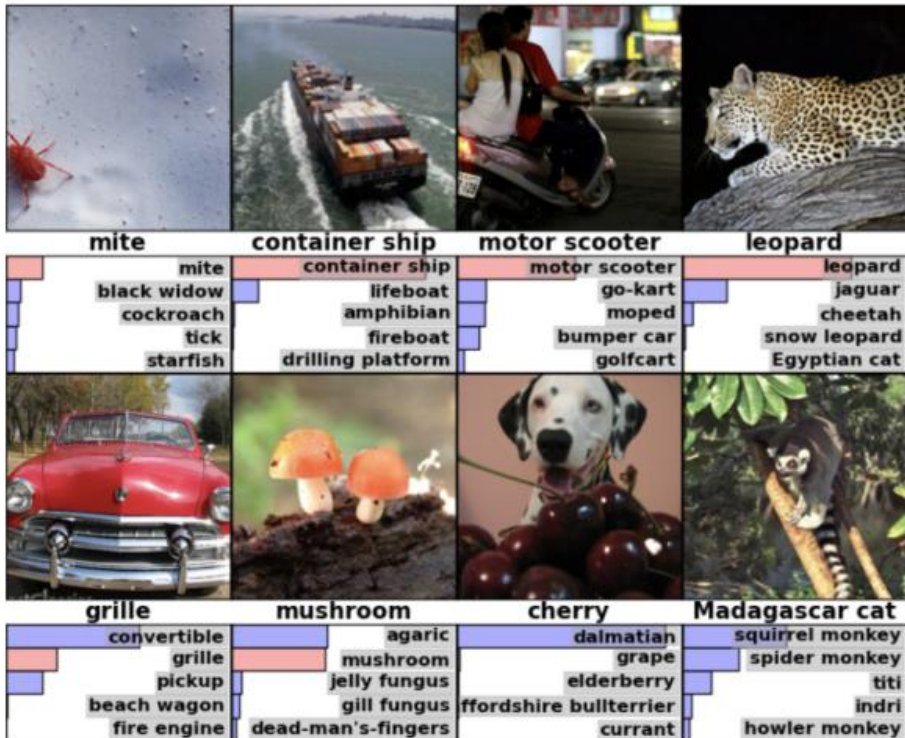 mite
container ship
motor scooter
leopard
mite
black widow
cockroach
tick
starfish
container ship
lifeboat
amphibian
fireboat
drilling platform
motor scooter
go-kart
moped
bumper car
golfcart
leopard
jaguar
cheetah
snow leopard
Egyptian cat
grille
mushroom
cherry
Madagascar cat
convertible
grille
pickup
beach wagon
fire engine
agaric
mushroom
jelly fungus
gill fungus
dead-man's-fingers
dalmatian
grape
elderberry
ffordshire bullterrier
currant
squirrel monkey
spider monkey
titi
indri
howler monkey